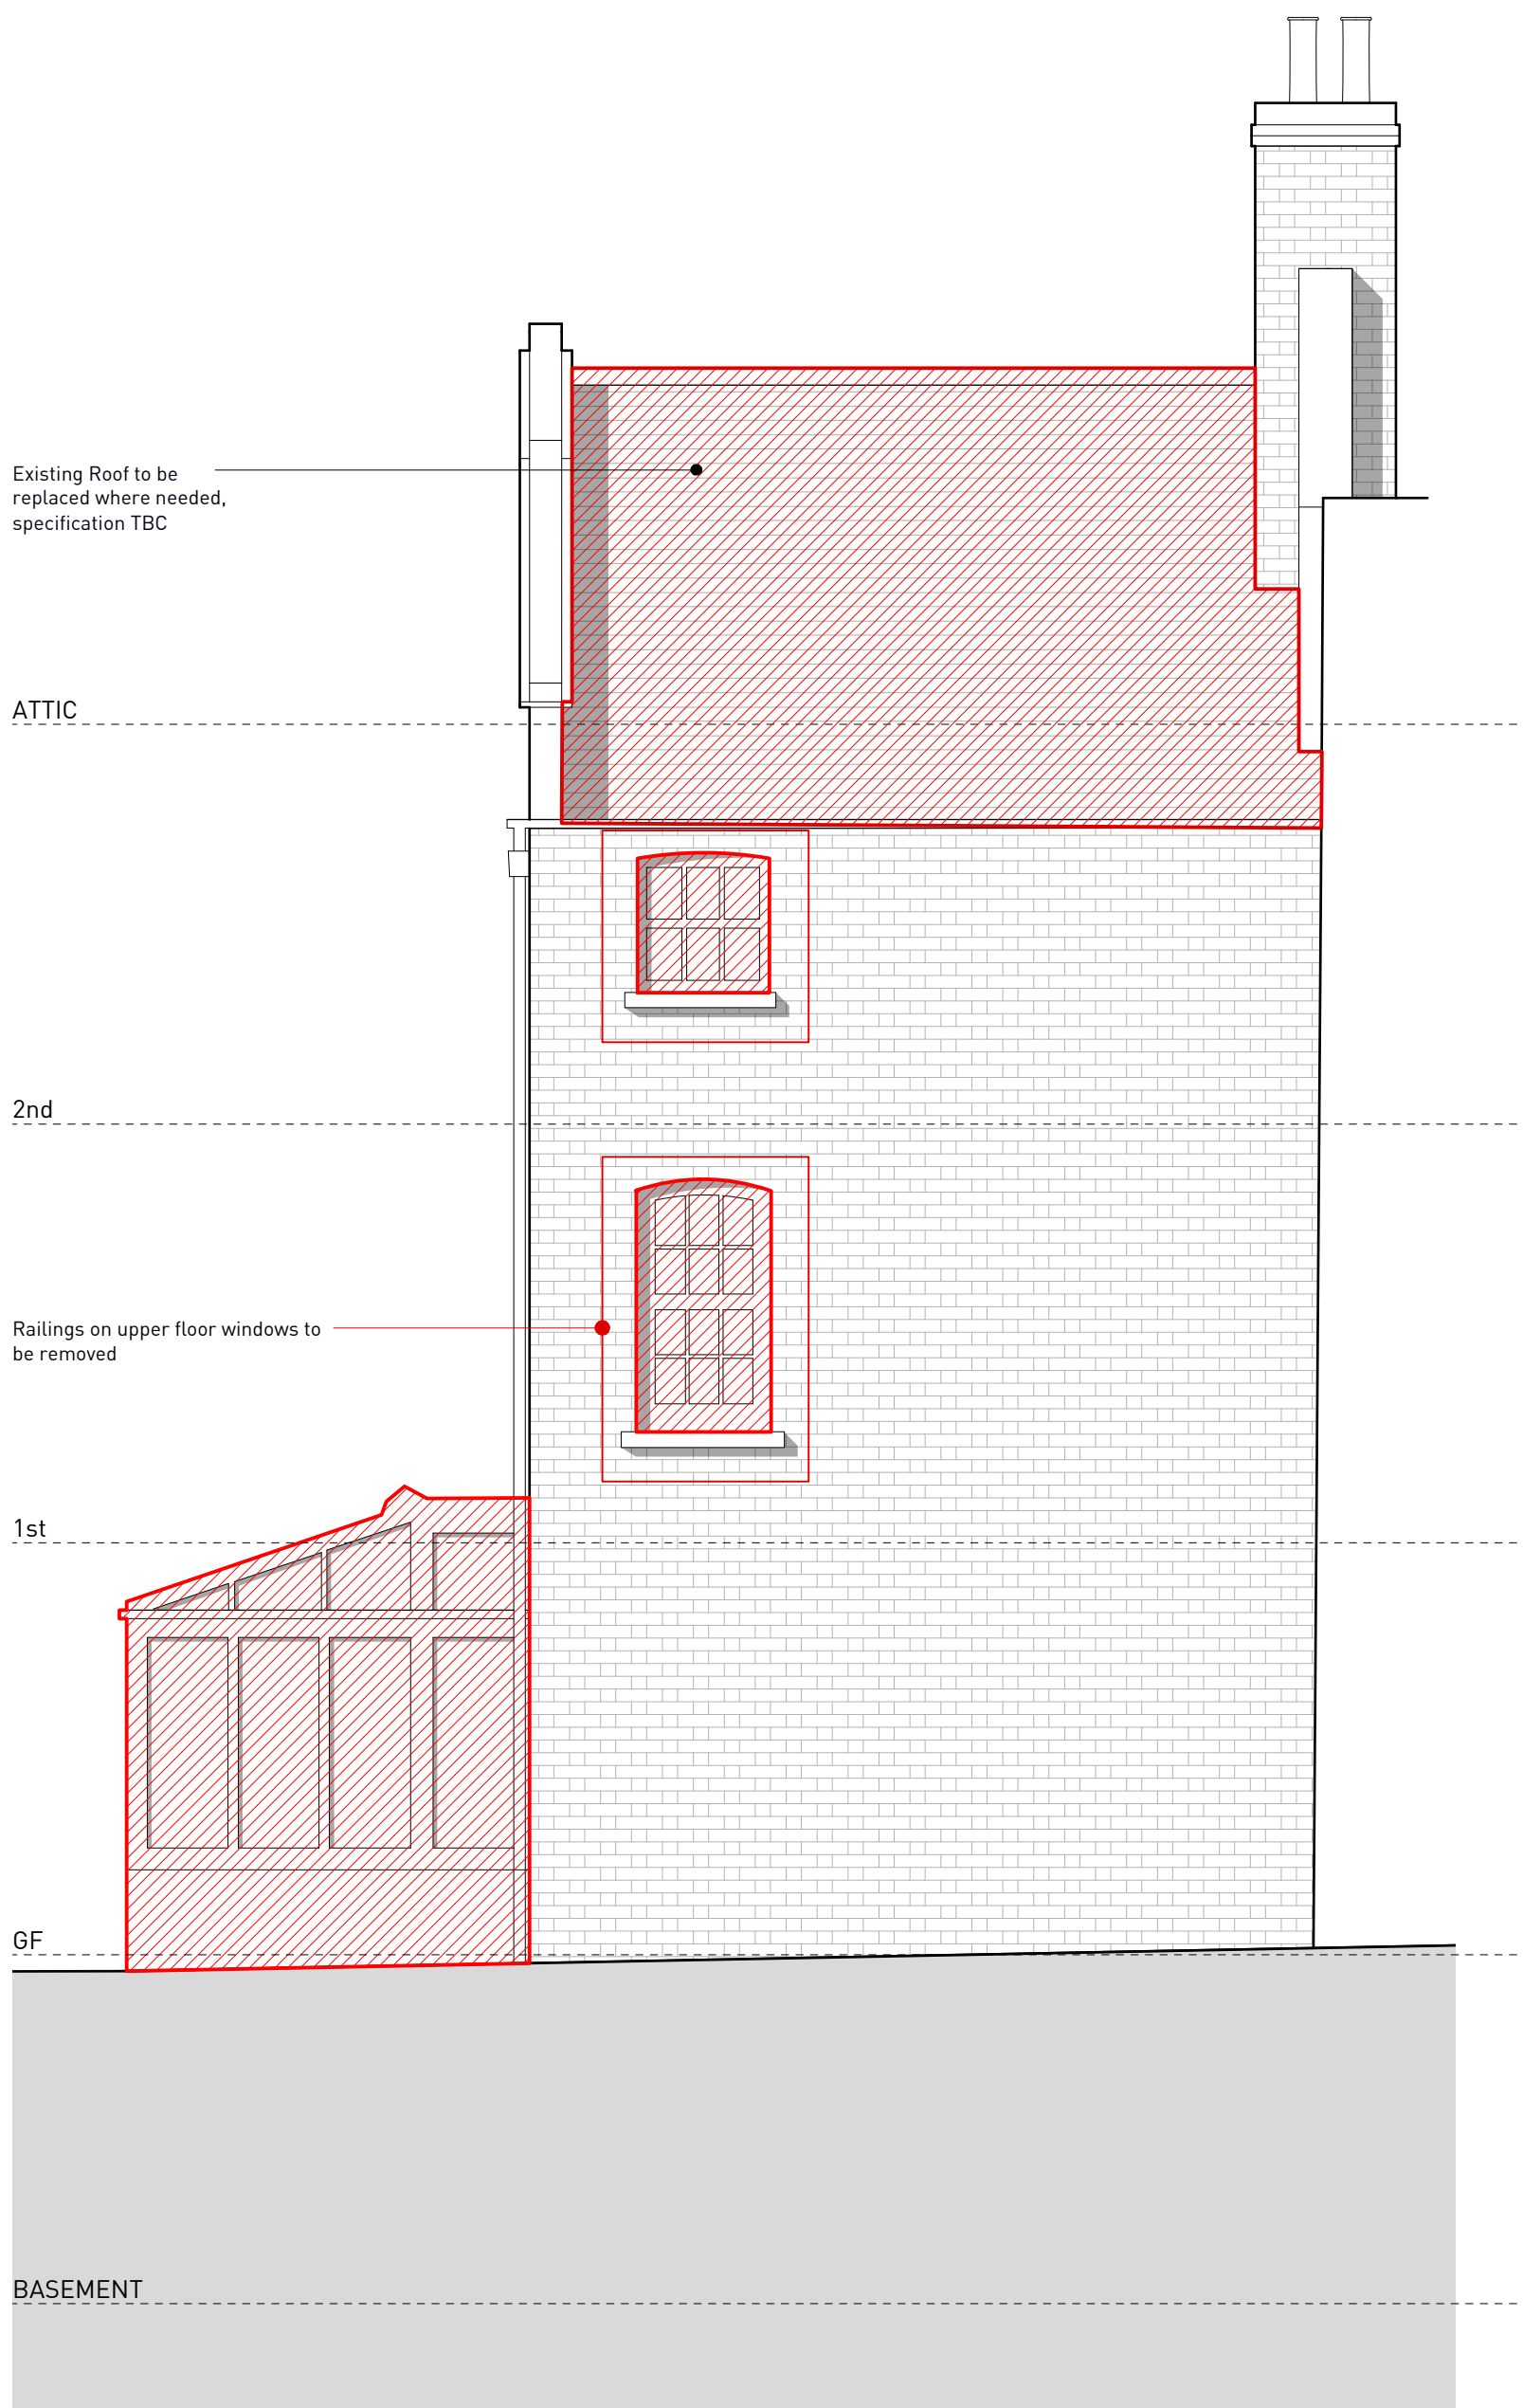 Existing Roof to be
replaced where needed,
specification TBC
ATTIC
2nd
Railings on upper floor windows to
be removed
1st
GF
BASEMENT